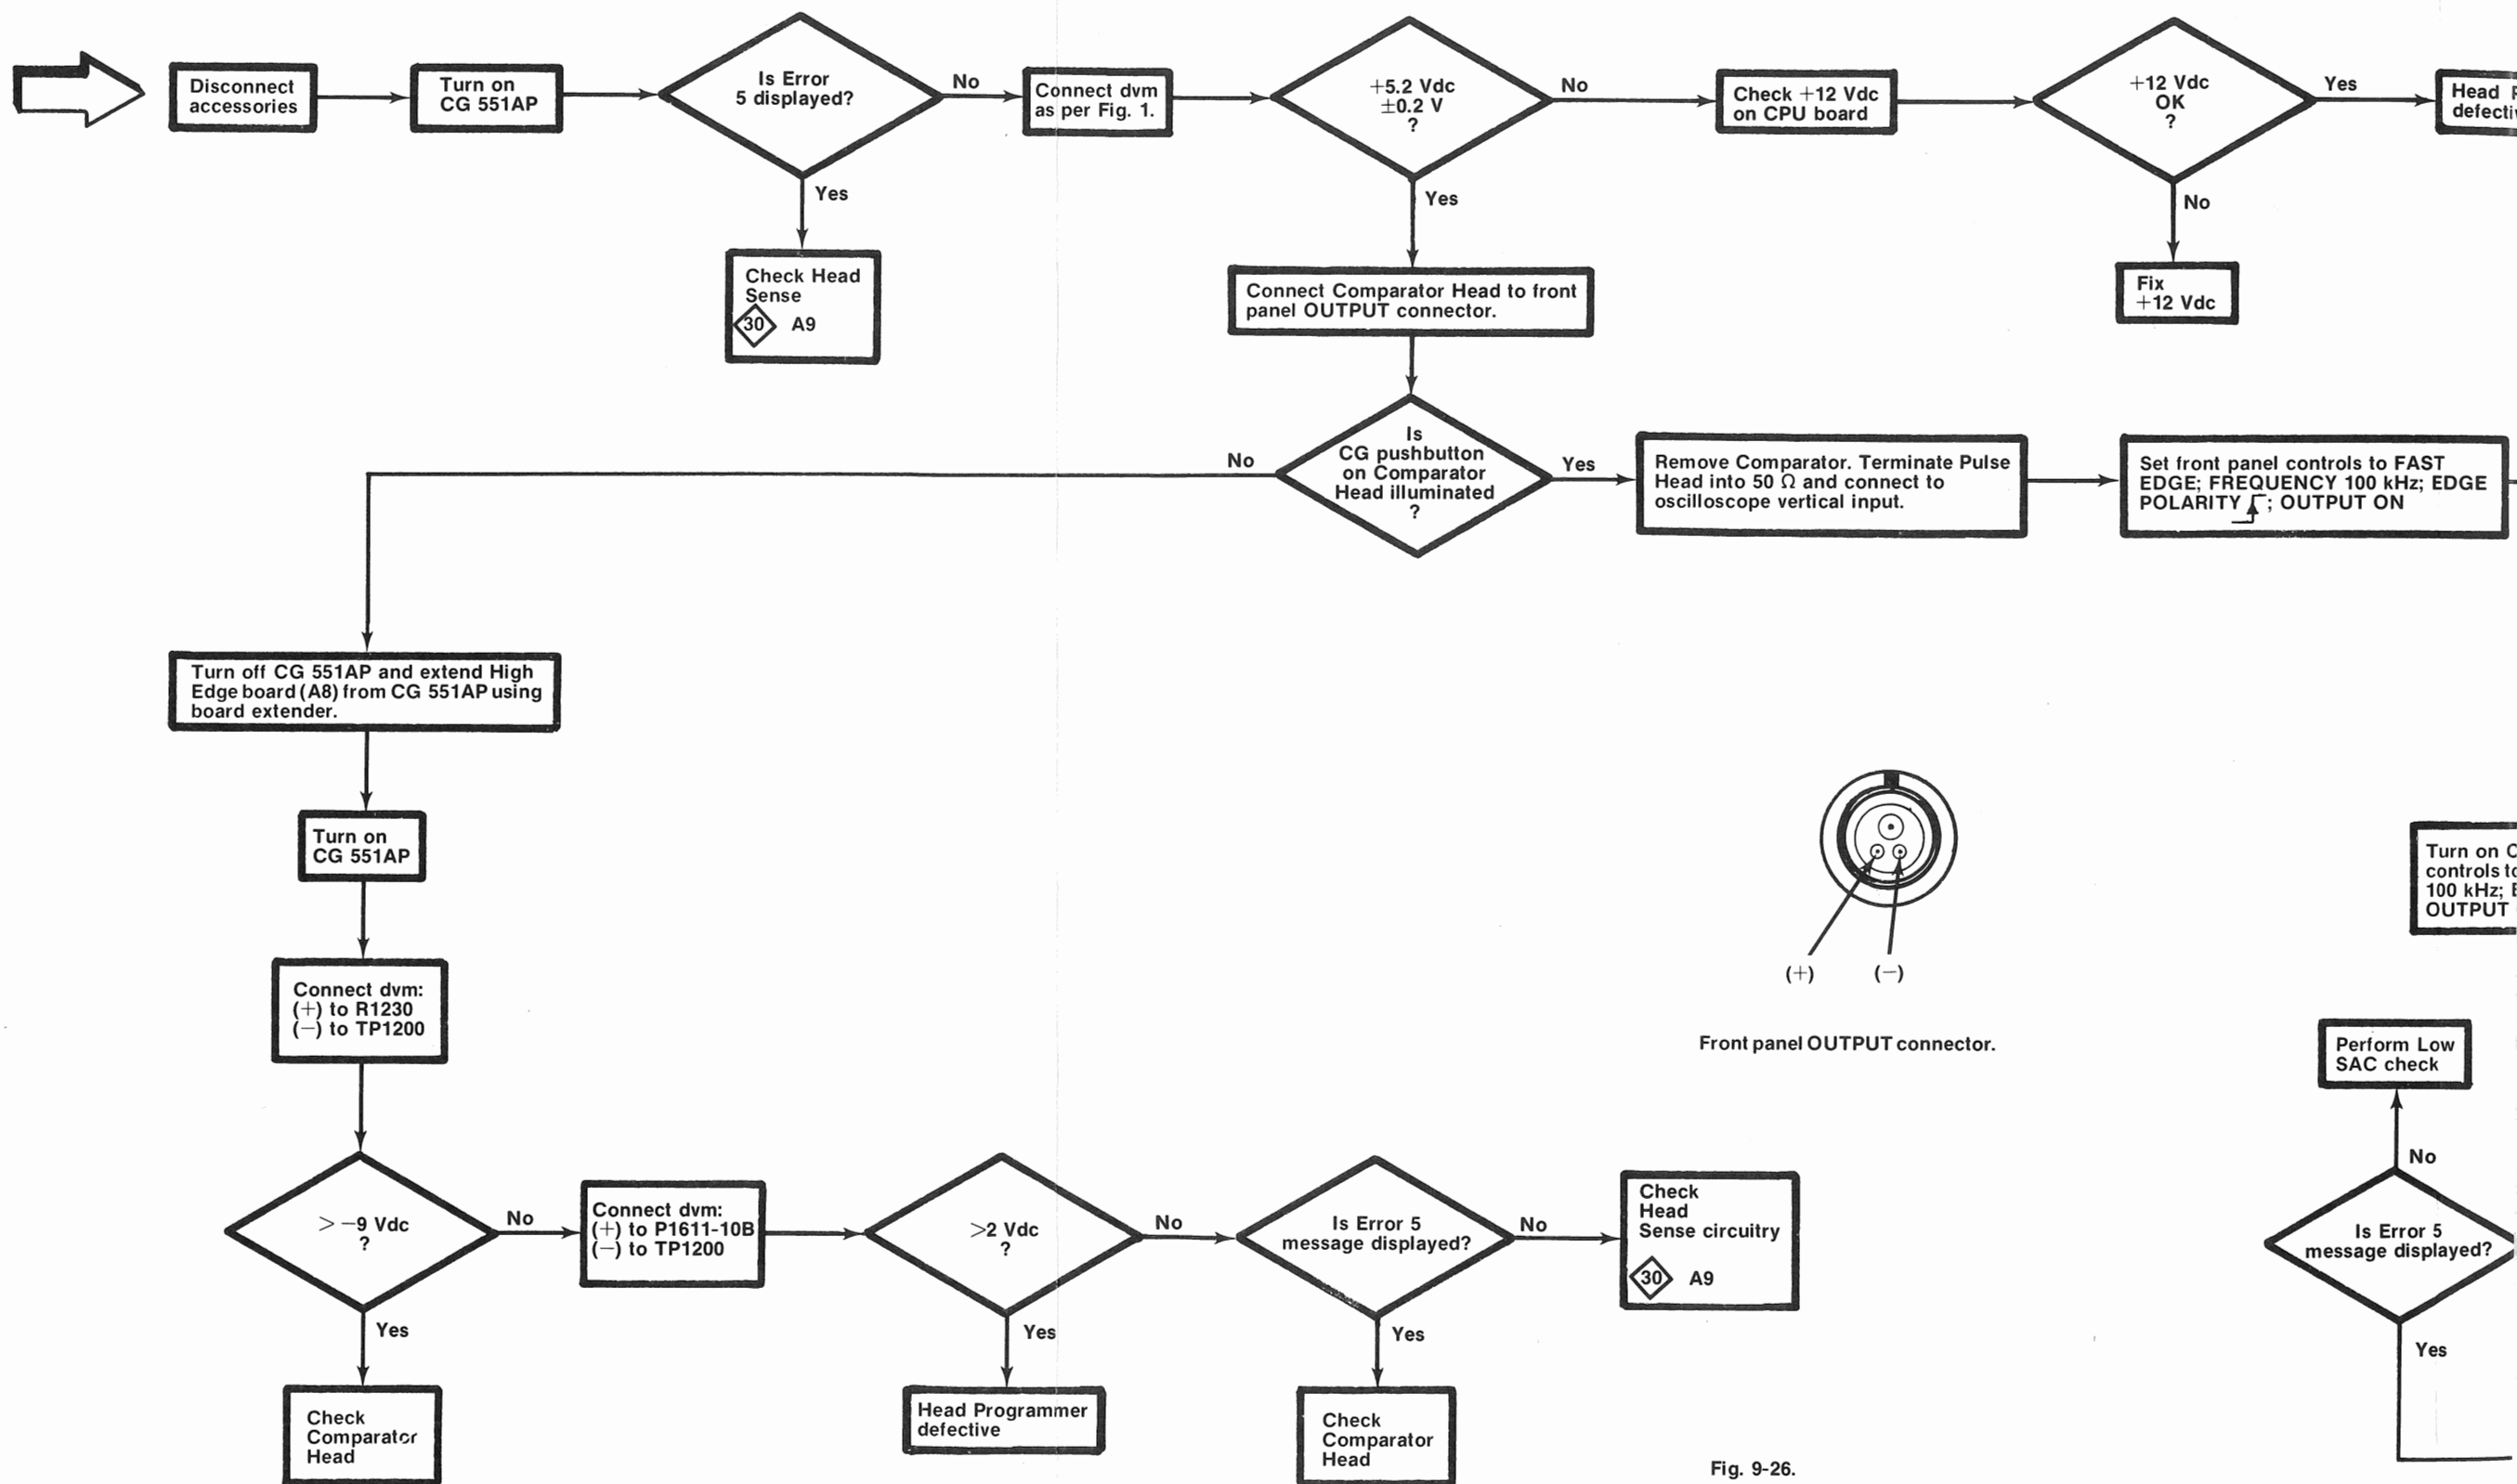 Disconnect
accessories
Turn on
CG 551AP
Is Error
5 displayed?
No
Yes
Check Head
Sense
30 A9
Connect dvm
as per Fig. 1.
+5.2 Vdc
±0.2 V
?
No
Yes
Check +12 Vdc
on CPU board
+12 Vdc
OK
?
Yes
No
Head
Fix
+12 Vdc
Connect Comparator Head to front
panel OUTPUT connector.
Is
CG pushbutton
on Comparator
Head illuminated
?
No
Yes
Remove Comparator. Terminate Pulse
Head into 50 Ω and connect to
oscilloscope vertical input.
Set front panel controls to FAST
EDGE; FREQUENCY 100 kHz; EDGE
POLARITY ; OUTPUT ON
Turn off CG 551AP and extend High
Edge board (A8) from CG 551AP using
board extender.
Turn on
CG 551AP
Connect dvm:
(+) to R1230
(−) to TP1200
> −9 Vdc
?
No
Yes
Check
Comparator
Head
Connect dvm:
(+) to P1611-10B
(−) to TP1200
>2 Vdc
?
No
Yes
Head Programmer
defective
Is Error 5
message displayed?
No
Yes
Check
Comparator
Head
Check
Head
Sense circuitry
30 A9
(+) (−)
Front panel OUTPUT connector.
Turn on
controls
100 kHz;
OUTPUT
Perform Low
SAC check
No
Is Error 5
message displayed?
Yes
Fig. 9-26.